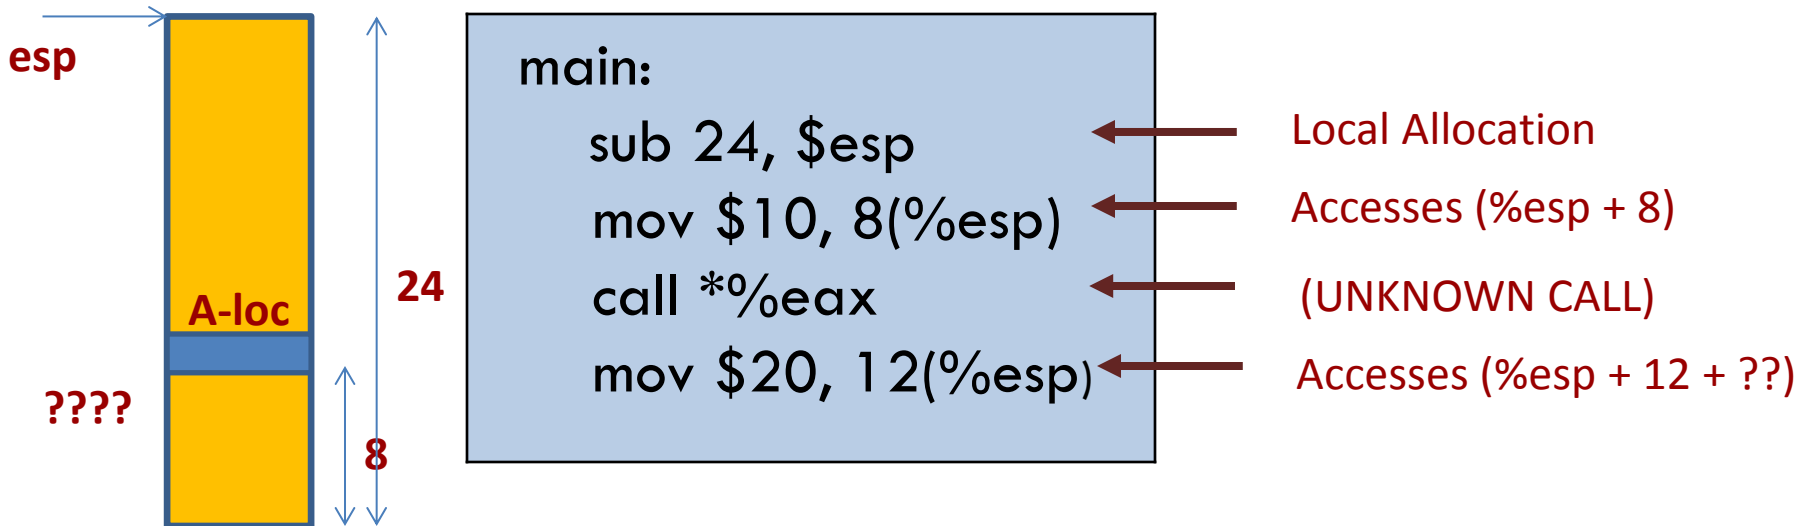 esp
A-loc
????
24
8
main:
sub 24, $esp
mov $10, 8(%esp)
call *%eax
mov $20, 12(%esp)
Local Allocation
Accesses (%esp + 8)
(UNKNOWN CALL)
Accesses (%esp + 12 + ??)